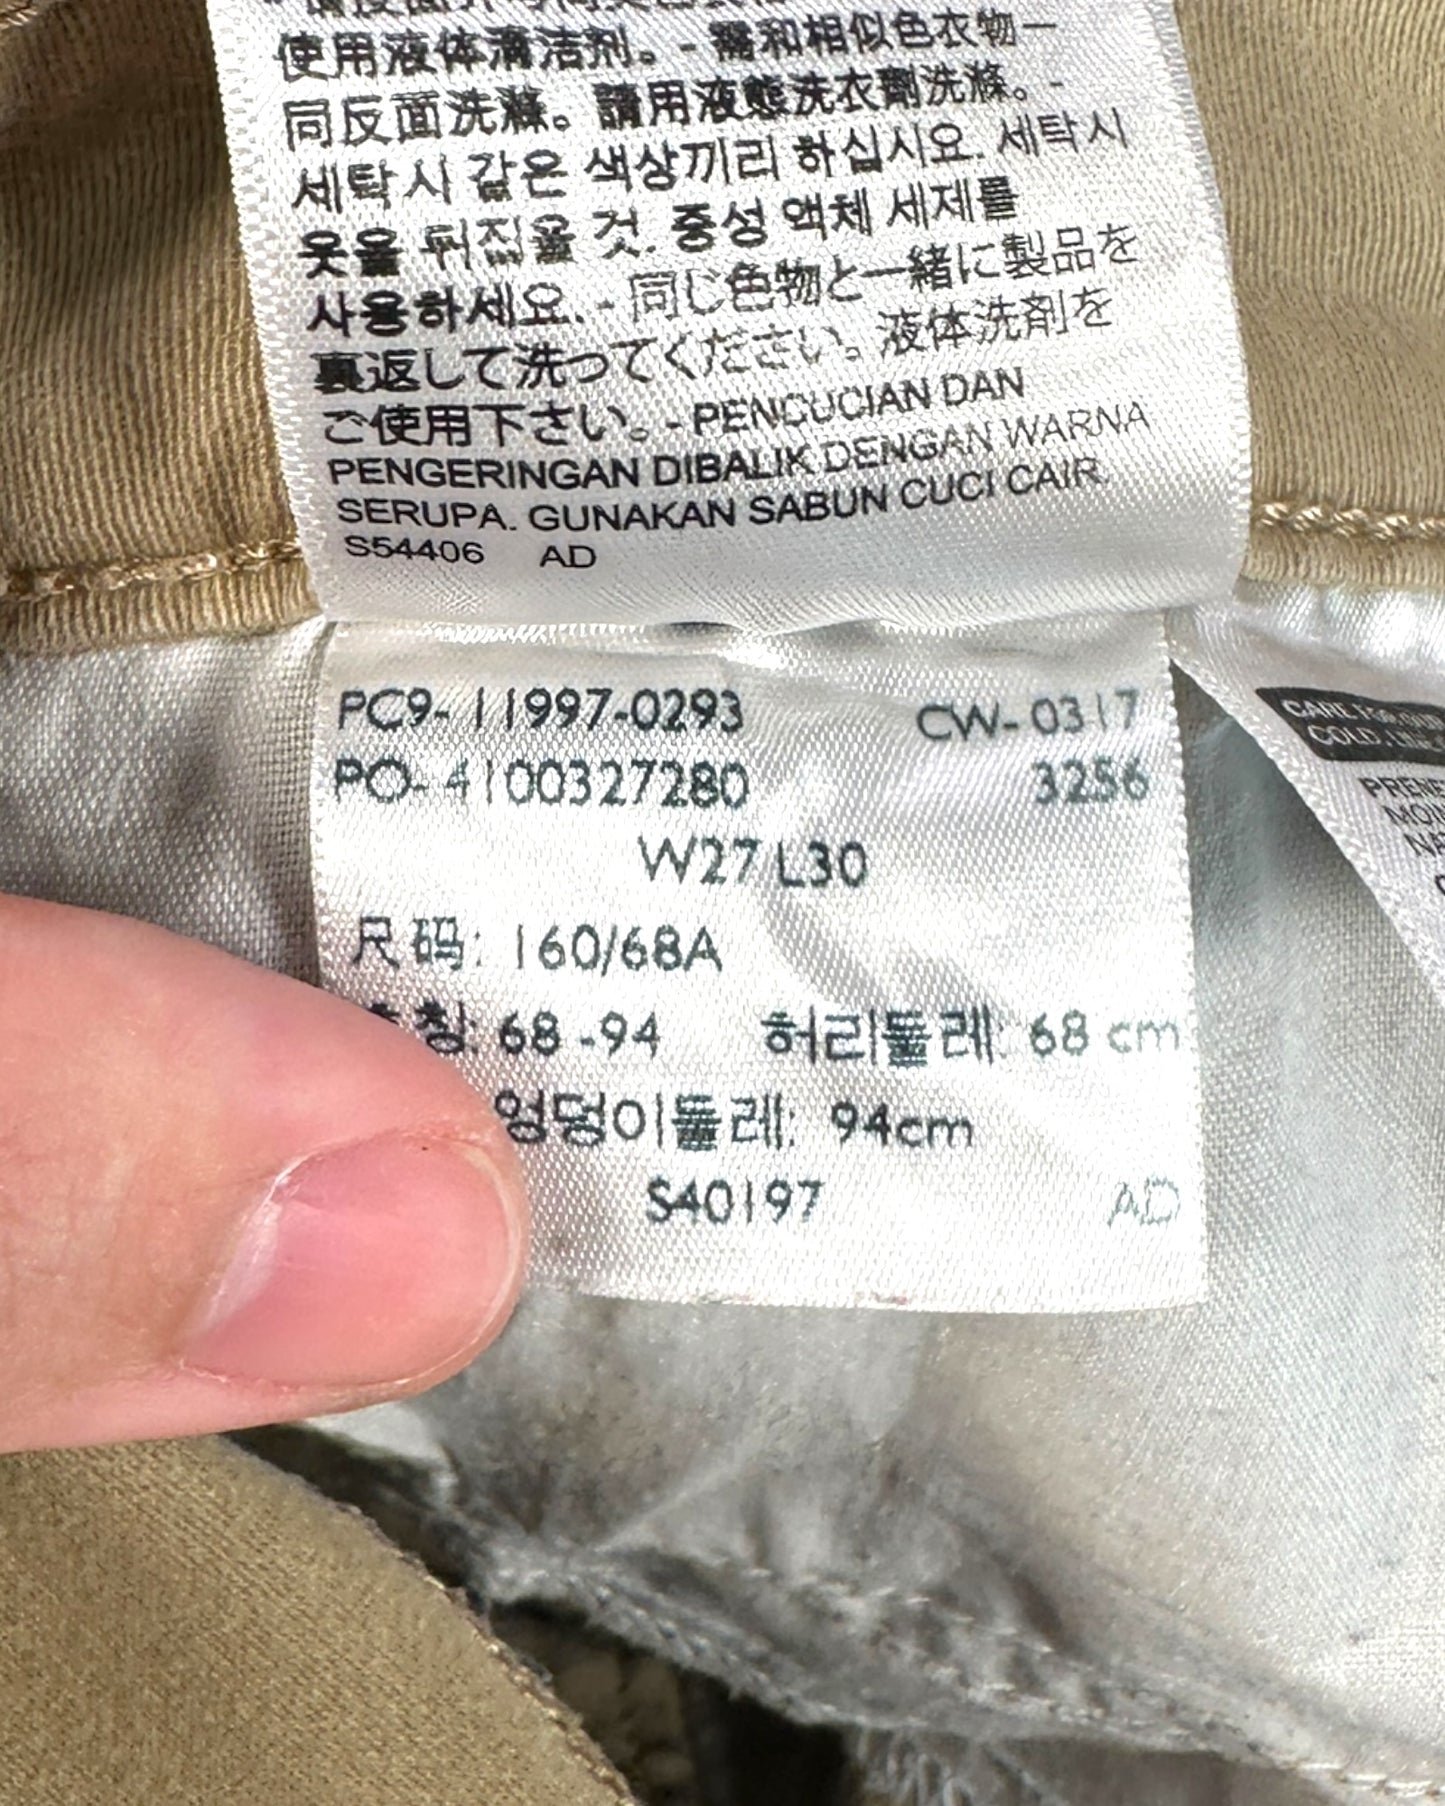 使用液体清洁剂。- 需和相似色衣物一
同反面洗滌。請用液態洗衣劑洗滌。-
세탁시 같은 색상끼리 하십시요. 세탁시
옷을 뒤집을 것. 중성 액체 세제를
사용하세요. - 同じ色物と一緒に製品を
裏返して洗ってください。液体洗剤を
ご使用下さい。- PENCUCIAN DAN
PENGERINGAN DIBALIK DENGAN WARNA
SERUPA. GUNAKAN SABUN CUCI CAIR.
S54406 AD
PC9-11997-0293 CW-0317
PO-4100327280 3256
W27 L30
尺码: 160/68A
칭: 68-94 허리둘레: 68 cm
엉덩이둘레: 94cm
S40197 AD